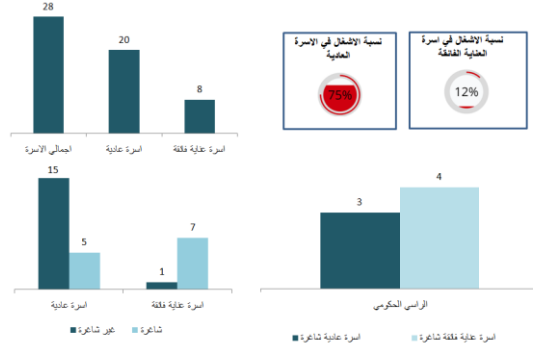 28
20
8
اجمالي الاسرة
اسرة عادية
اسرة عناية فائقة
نسبة الاشغال في الاسرة
العادية
75%
نسبة الاشغال في اسرة
العناية الفائقة
12%
15
5
1
7
اسرة عادية
اسرة عناية فائقة
غير شاغرة
شاغرة
3
4
الراسي الحكومي
اسرة عادية شاغرة
اسرة عناية فائقة شاغرة